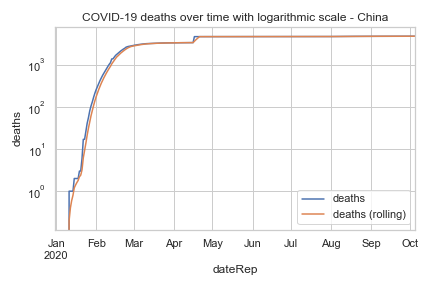 COVID-19 deaths over time with logarithmic scale - China
deaths
10³
10²
10¹
10⁰
deaths
deaths (rolling)
Jan Feb Mar Apr May Jun Jul Aug Sep Oct
2020
dateRep